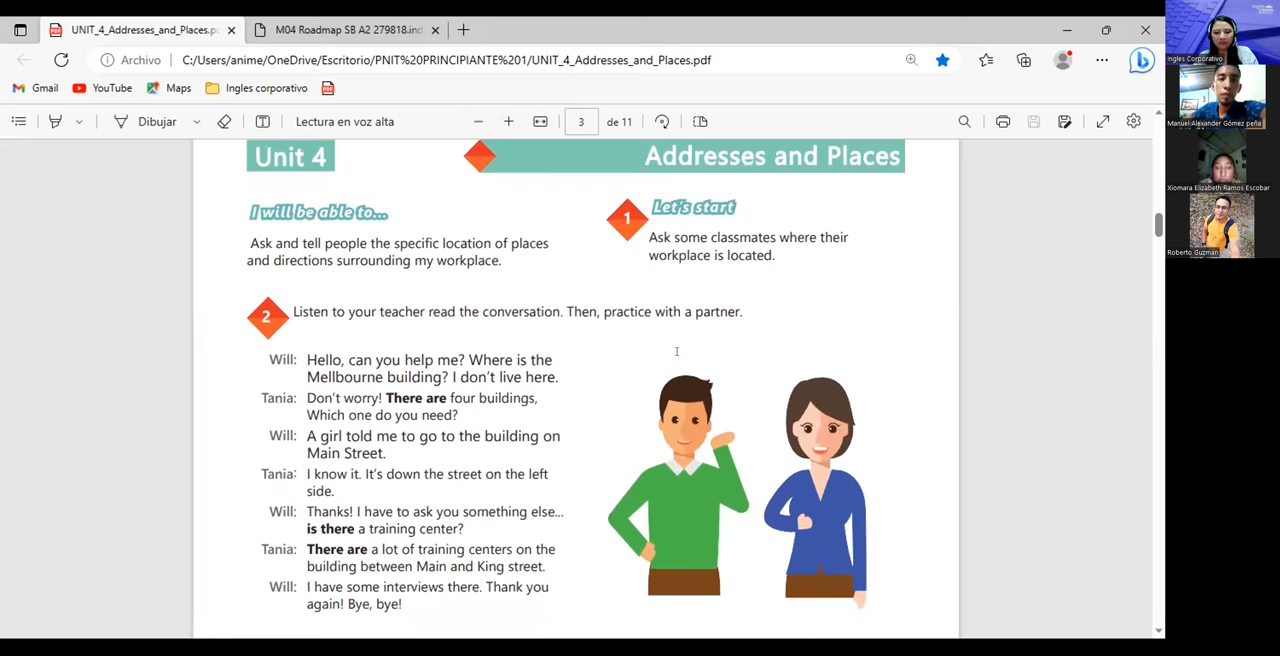 UNIT_4_Addresses_and_Places.p
M04 Roadmap SB A2 279818.ind
Archivo
C:/Users/anime/OneDrive/Escritorio/PNIT%20PRINCIPIANTE%201/UNIT_4_Addresses_and_Places.pdf
Gmail
YouTube
Maps
Ingles corporativo
Dibujar
Lectura en voz alta
3
de 11
Unit 4
Addresses and Places
I will be able to...
Ask and tell people the specific location of places
and directions surrounding my workplace.
1
Let's start
Ask some classmates where their
workplace is located.
2
Listen to your teacher read the conversation. Then, practice with a partner.
Will: Hello, can you help me? Where is the
Mellbourne building? I don't live here.
Tania: Don't worry! There are four buildings,
Which one do you need?
Will: A girl told me to go to the building on
Main Street.
Tania: I know it. It's down the street on the left
side.
Will: Thanks! I have to ask you something else...
is there a training center?
Tania: There are a lot of training centers on the
building between Main and King street.
Will: I have some interviews there. Thank you
again! Bye, bye!
Ingles Corporativo
Manuel Alexander Gómez peña
Xiomara Elizabeth Ramos Escobar
Roberto Guzman